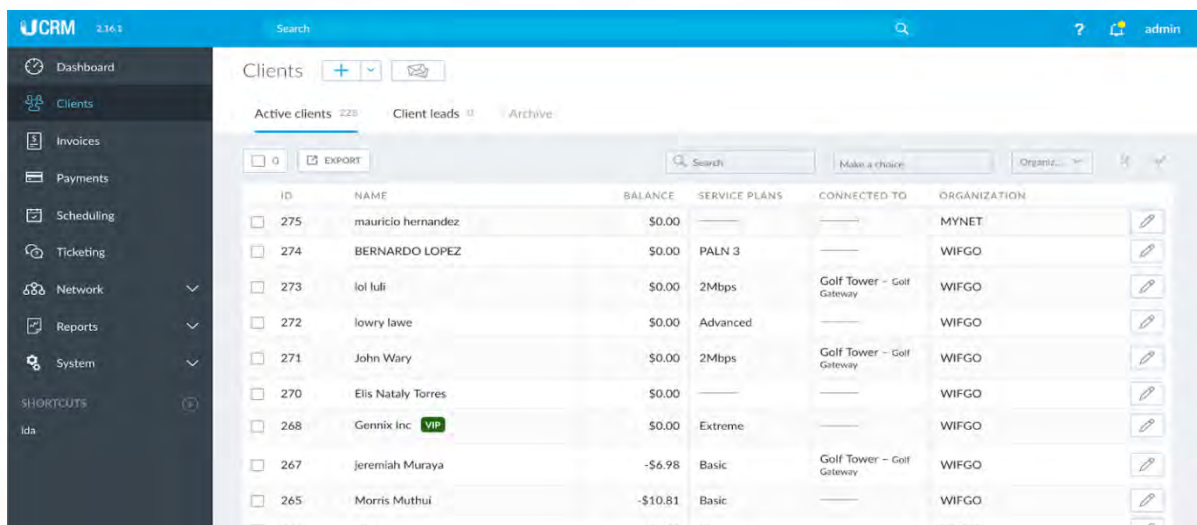 UCRM 2.16.1 Search ? admin
Dashboard
Clients
Invoices
Payments
Scheduling
Ticketing
Network
Reports
System
SHORTCUTS
Ida
Clients
Active clients 228 Client leads 0 Archive
0 EXPORT Search Make a choice Organiz...
ID NAME BALANCE SERVICE PLANS CONNECTED TO ORGANIZATION
275 mauricio hernandez $0.00 MYNET
274 BERNARDO LOPEZ $0.00 PALN 3 WIFGO
273 lol luli $0.00 2Mbps Golf Tower – Golf Gateway WIFGO
272 lowry lawe $0.00 Advanced WIFGO
271 John Wary $0.00 2Mbps Golf Tower – Golf Gateway WIFGO
270 Elis Nataly Torres $0.00 WIFGO
268 Gennix Inc VIP $0.00 Extreme WIFGO
267 jeremiah Muraya -$6.98 Basic Golf Tower – Golf Gateway WIFGO
265 Morris Muthui -$10.81 Basic WIFGO